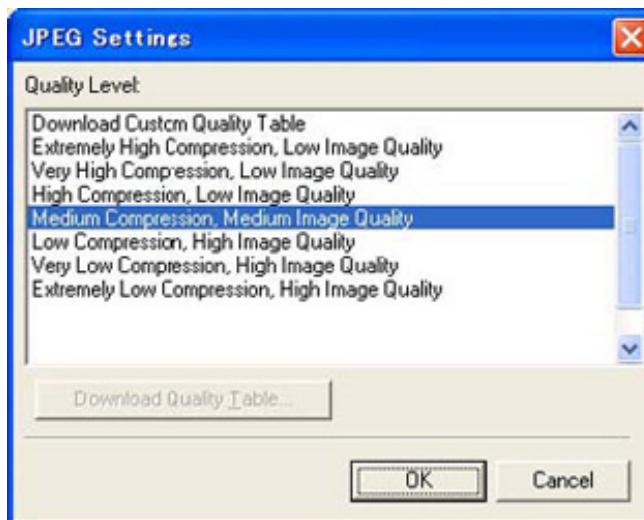 JPEG Settings
Quality Level:
Download Custom Quality Table
Extremely High Compression, Low Image Quality
Very High Compression, Low Image Quality
High Compression, Low Image Quality
Medium Compression, Medium Image Quality
Low Compression, High Image Quality
Very Low Compression, High Image Quality
Extremely Low Compression, High Image Quality
Download Quality Table...
OK Cancel